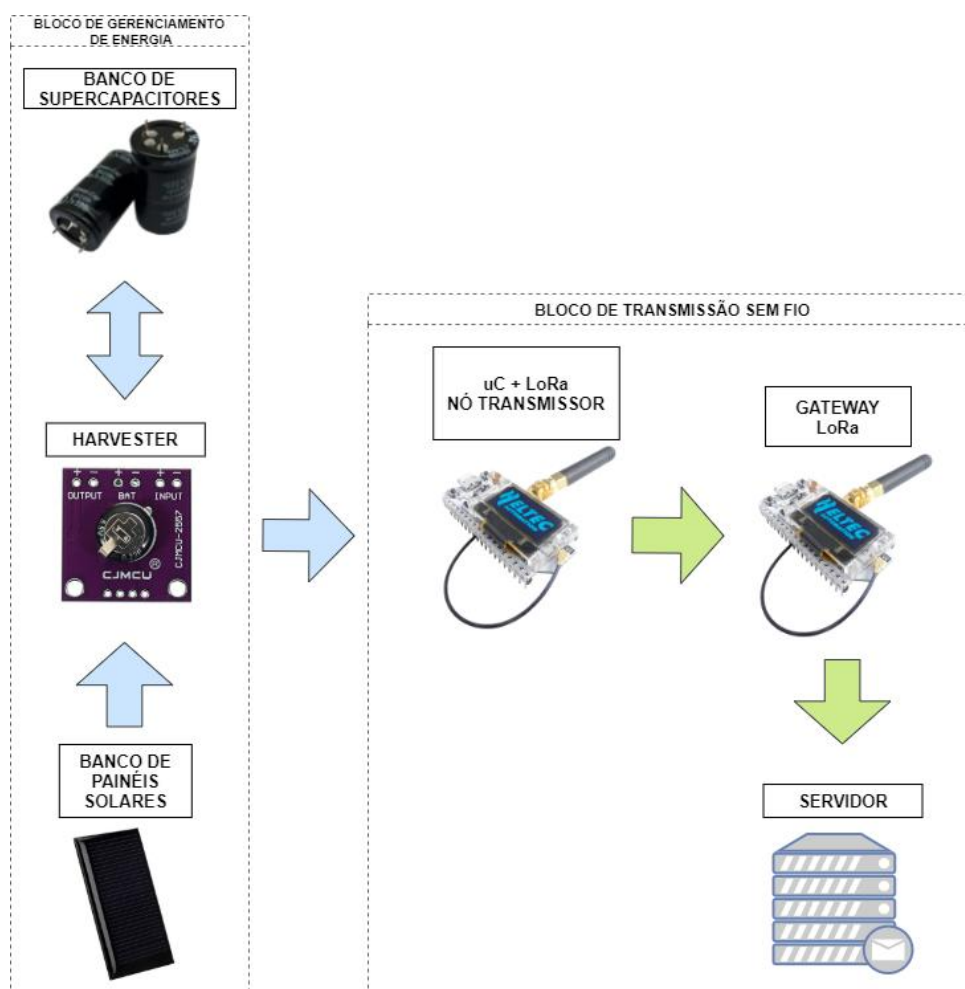 BLOCO DE GERENCIAMENTO
DE ENERGIA
BANCO DE
SUPERCAPACITORES
HARVESTER
+ - + - + -
OUTPUT BAT INPUT
CJMCU-2557
CJMCU ®
BANCO DE
PAINÉIS
SOLARES
BLOCO DE TRANSMISSÃO SEM FIO
uC + LoRa
NÓ TRANSMISSOR
HELTEC
GATEWAY
LoRa
HELTEC
SERVIDOR